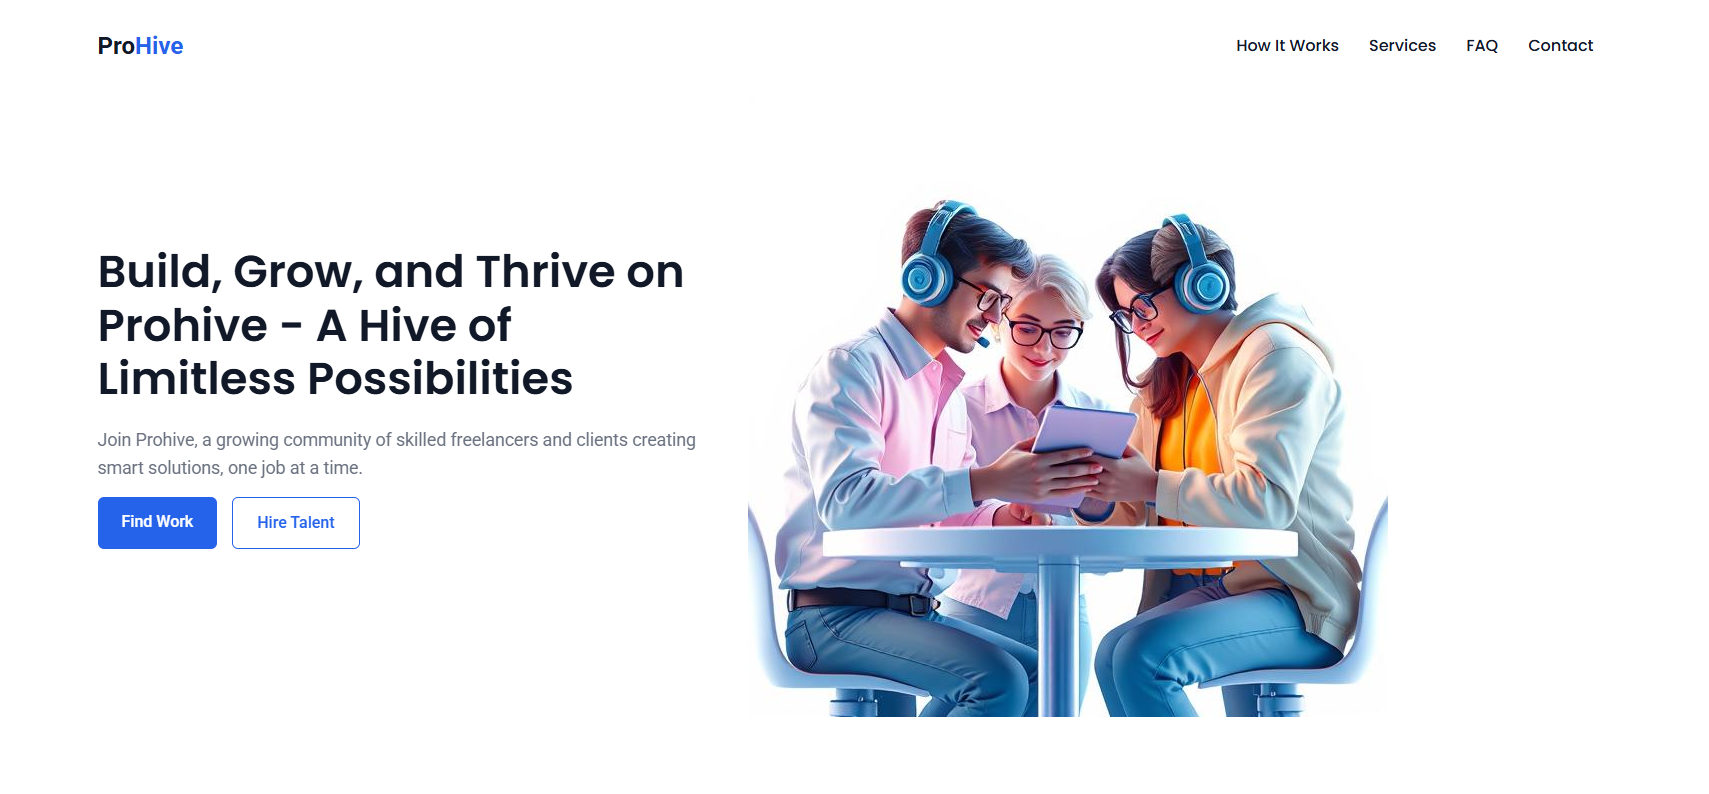 ProHive
How It Works
Services
FAQ
Contact
Build, Grow, and Thrive on
Prohive - A Hive of
Limitless Possibilities
Join Prohive, a growing community of skilled freelancers and clients creating
smart solutions, one job at a time.
Find Work
Hire Talent